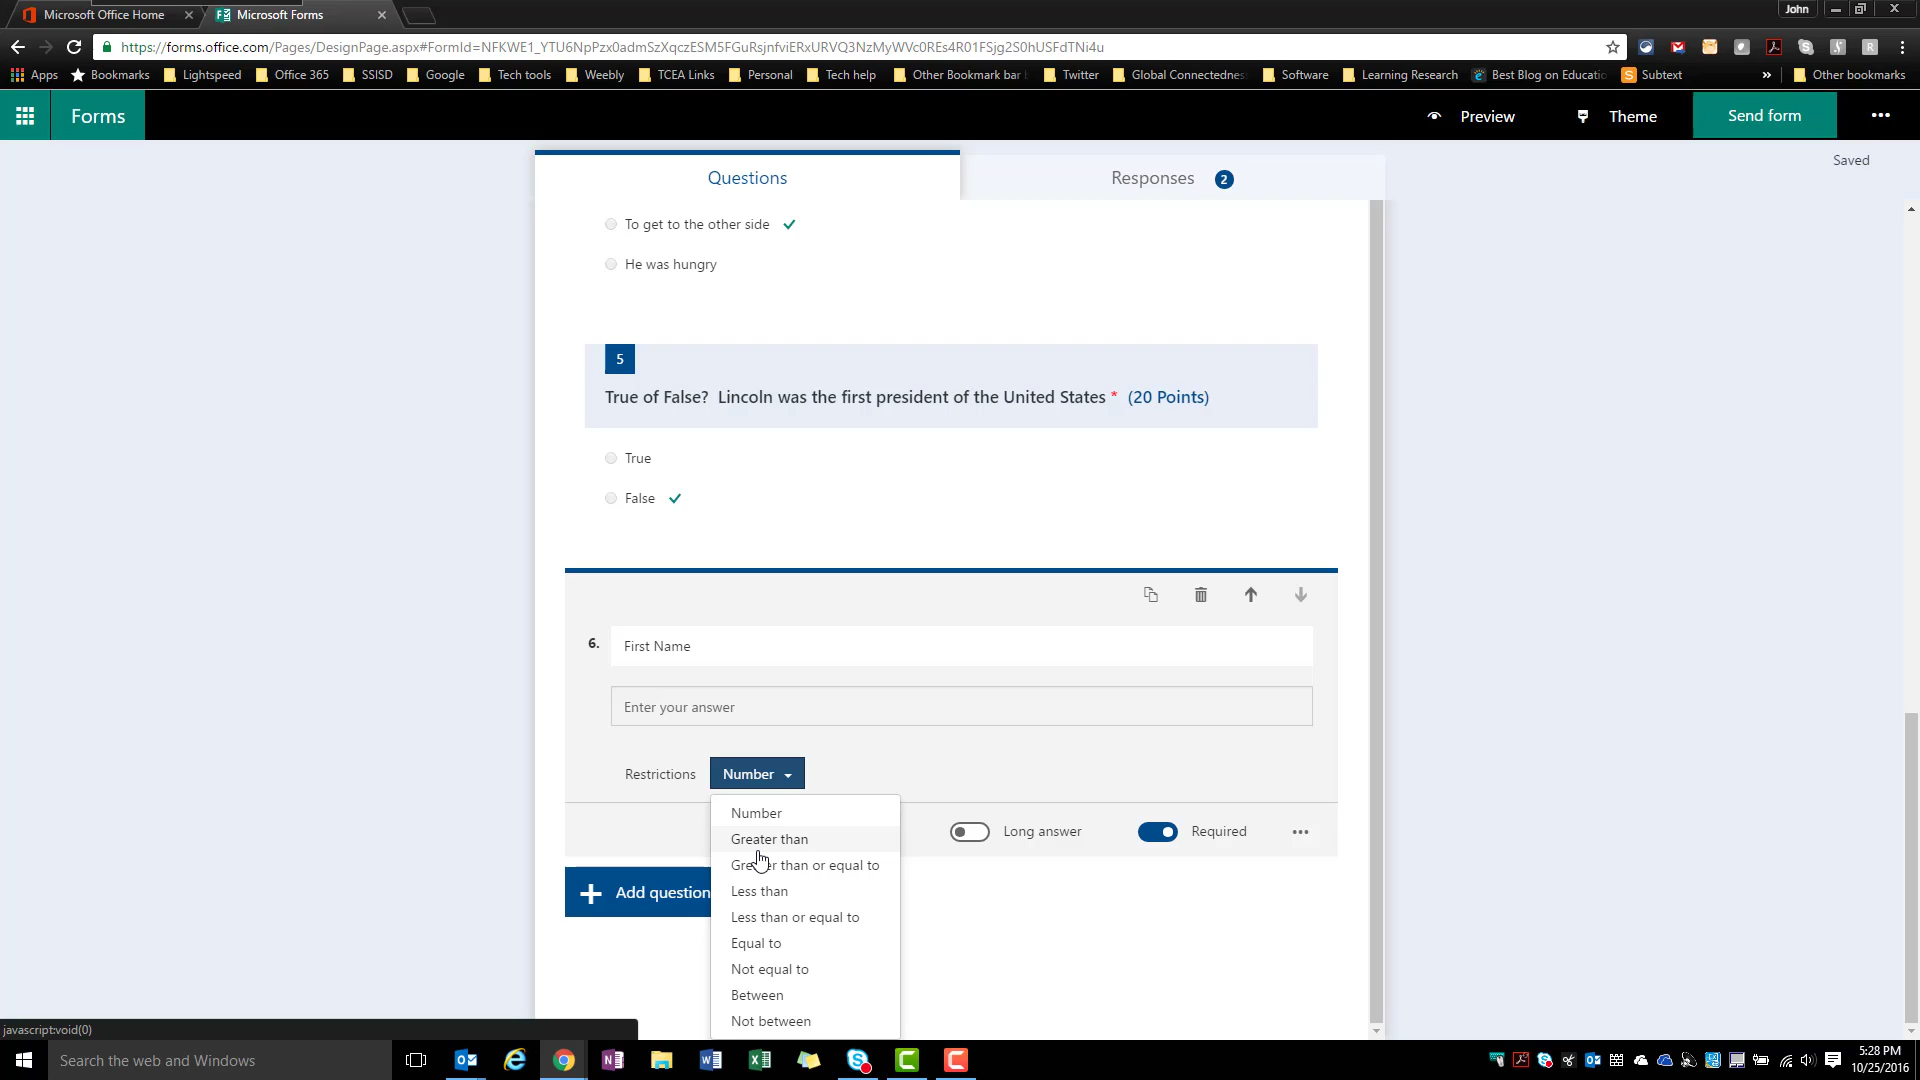 Microsoft Office Home
Microsoft Forms
John
https://forms.office.com/Pages/DesignPage.aspx#FormId=NFKWE1_YTU6NpPzx0admSzXqczESM5FGuRsjnfviERxURVQ3NzMyWVc0REs4R01FSjg2S0hUSFdTNi4u
Apps
Bookmarks
Lightspeed
Office 365
SSISD
Google
Tech tools
Weebly
TCEA Links
Personal
Tech help
Other Bookmark bar
Twitter
Global Connectednes
Software
Learning Research
Best Blog on Educatio
Subtext
»
Other bookmarks
Forms
Preview
Theme
Send form
Saved
Questions
Responses 2
To get to the other side
He was hungry
5
True of False? Lincoln was the first president of the United States * (20 Points)
True
False
6.
First Name
Enter your answer
Restrictions
Number
Number
Greater than
Greater than or equal to
Less than
Less than or equal to
Equal to
Not equal to
Between
Not between
Long answer
Required
Add question
javascript:void(0)
Search the web and Windows
5:28 PM
10/25/2016